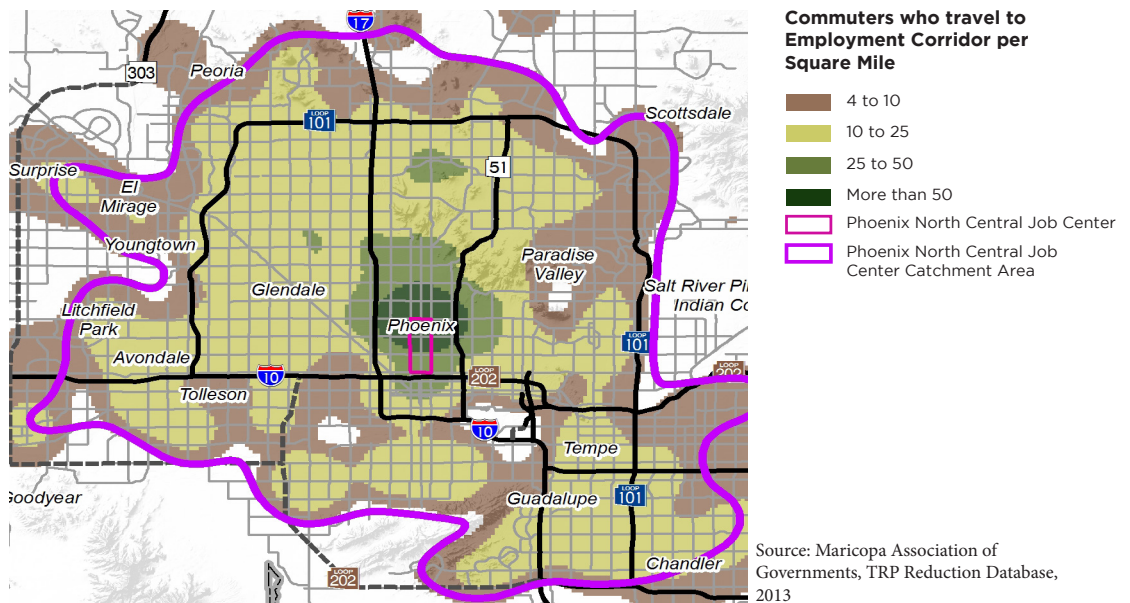 17
303
Peoria
LOOP
101
Scottsdale
51
Surprise
El
Mirage
Youngtown
Paradise
Valley
Glendale
Salt River Pi
Indian Co
Litchfield
Park
Phoenix
101
Avondale
10
LOOP
202
LOOP
202
Tolleson
10
Tempe
Goodyear
Guadalupe
LOOP
101
Chandler
LOOP
202
Commuters who travel to
Employment Corridor per
Square Mile
4 to 10
10 to 25
25 to 50
More than 50
Phoenix North Central Job Center
Phoenix North Central Job
Center Catchment Area
Source: Maricopa Association of
Governments, TRP Reduction Database,
2013